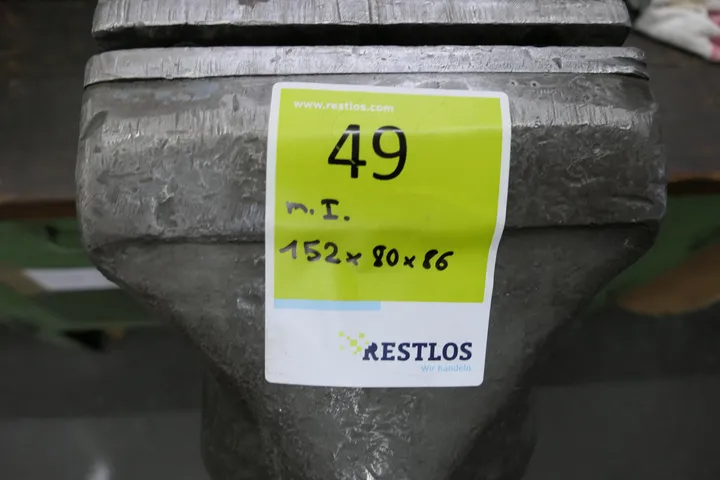 www.restlos.com
49
m. I.
152 x 80 x 86
RESTLOS
Wir handeln